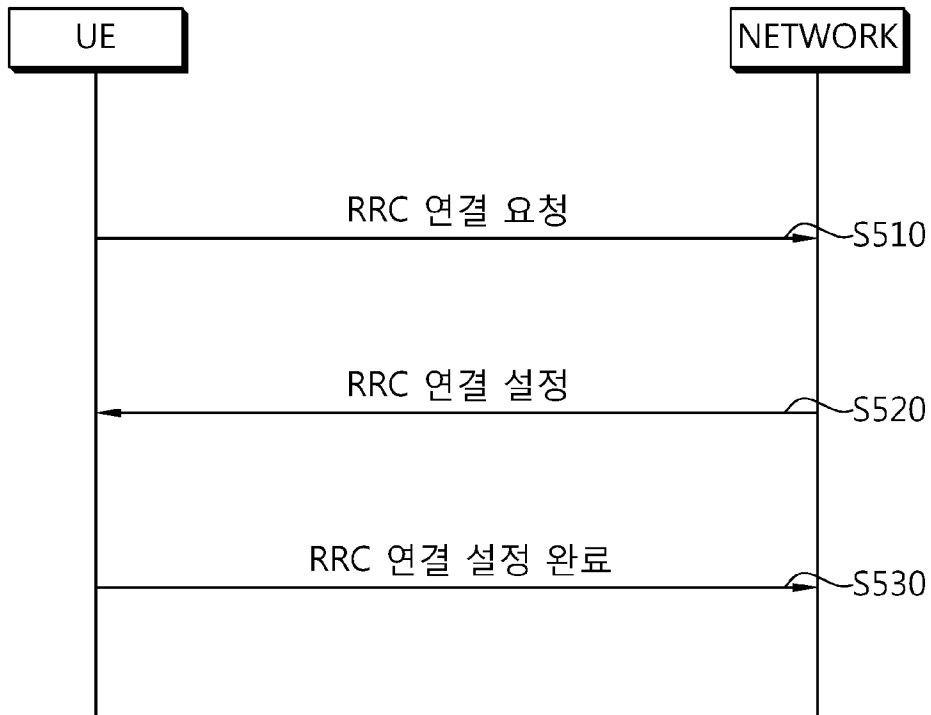 UE
NETWORK
RRC 연결 요청
S510
RRC 연결 설정
S520
RRC 연결 설정 완료
S530